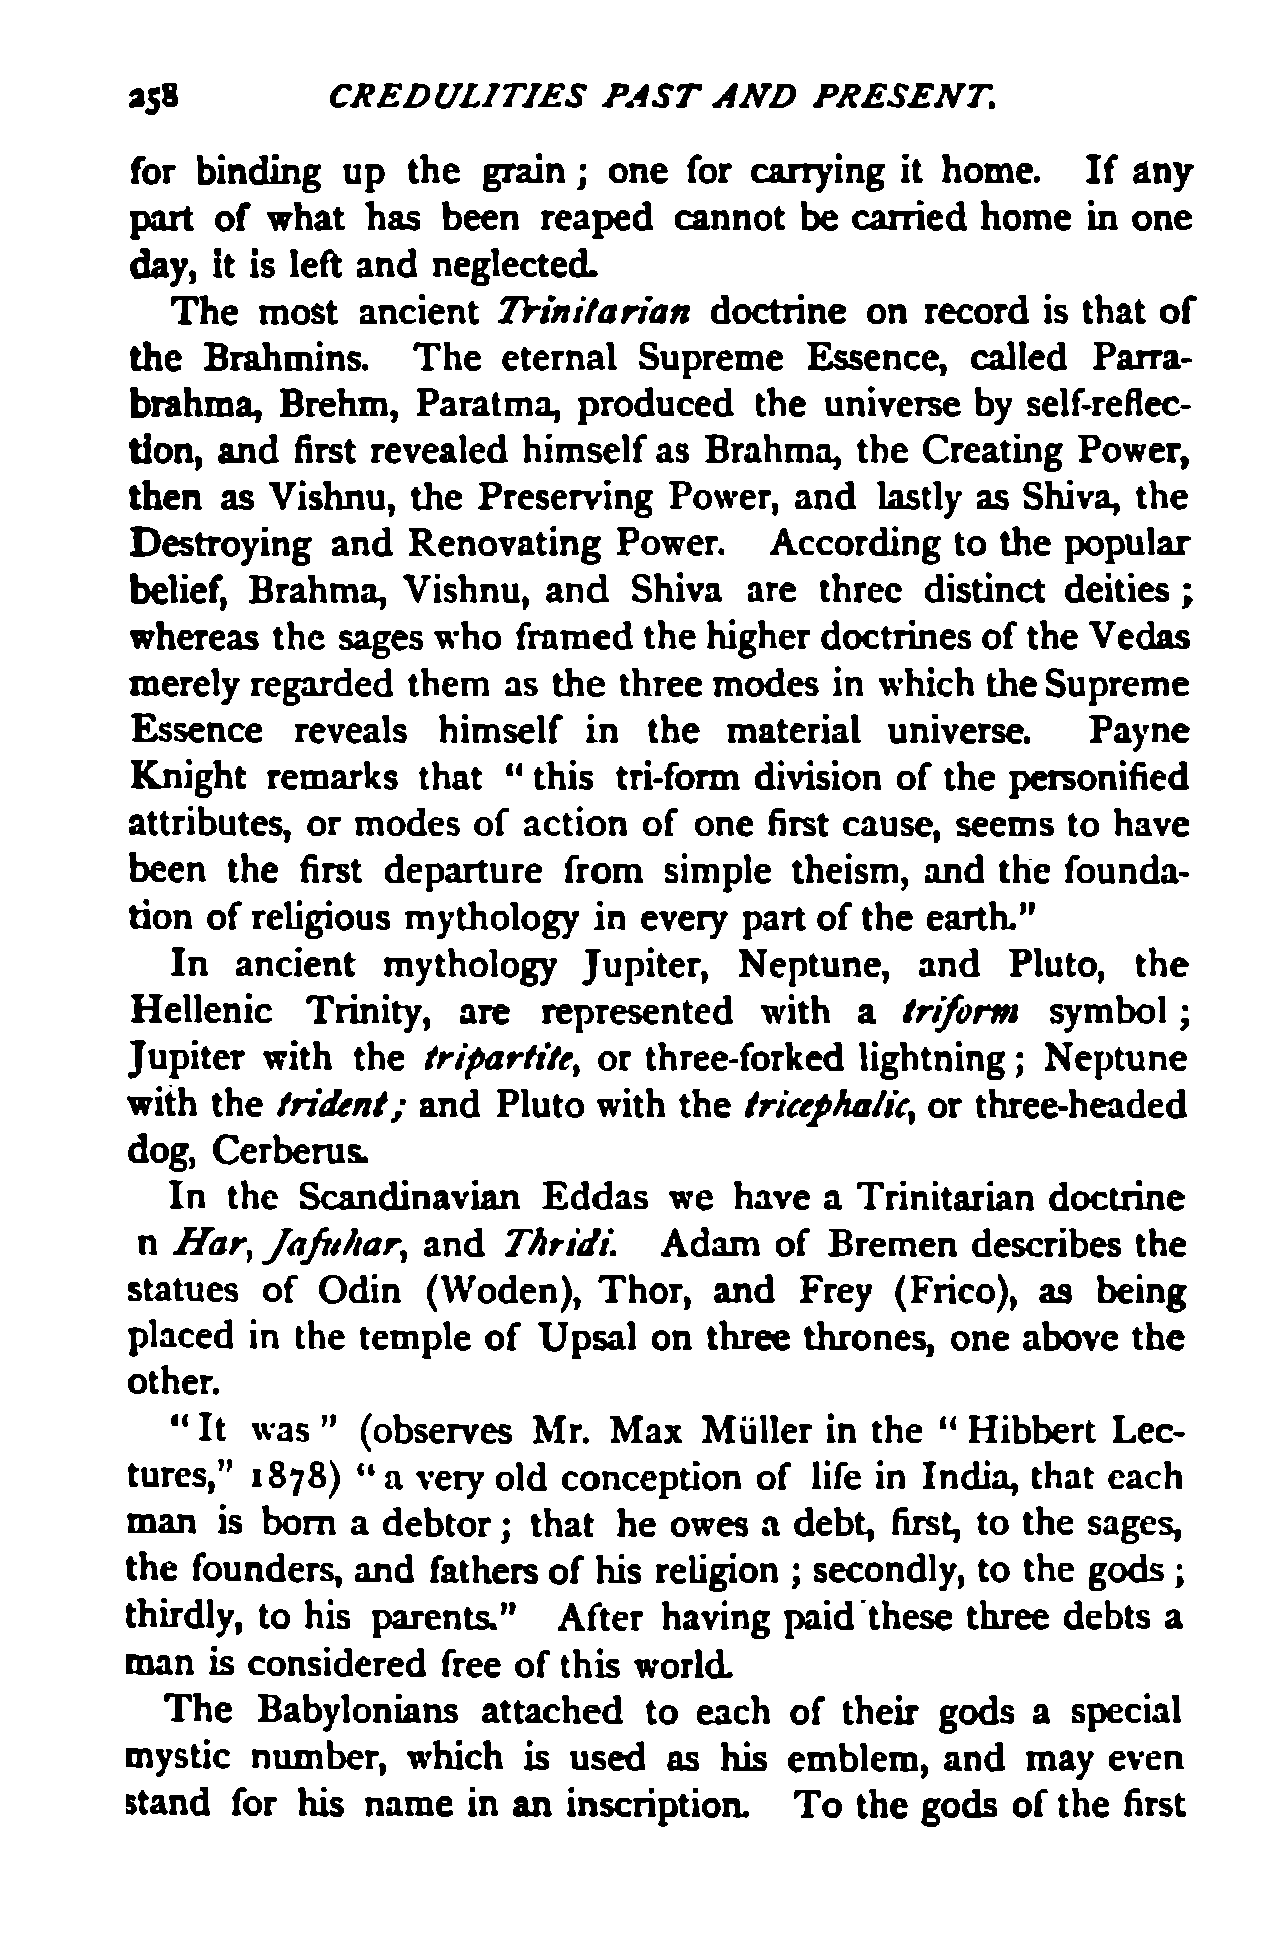 258 CREDULITIES PAST AND PRESENT.
for binding up the grain ; one for carrying it home. If any
part of what has been reaped cannot be carried home in one
day, it is left and neglected.
The most ancient Trinitarian doctrine on record is that of
the Brahmins. The eternal Supreme Essence, called Parra-
brahma, Brehm, Paratma, produced the universe by self-reflec-
tion, and first revealed himself as Brahma, the Creating Power,
then as Vishnu, the Preserving Power, and lastly as Shiva, the
Destroying and Renovating Power. According to the popular
belief, Brahma, Vishnu, and Shiva are three distinct deities ;
whereas the sages who framed the higher doctrines of the Vedas
merely regarded them as the three modes in which the Supreme
Essence reveals himself in the material universe. Payne
Knight remarks that “ this tri-form division of the personified
attributes, or modes of action of one first cause, seems to have
been the first departure from simple theism, and the founda-
tion of religious mythology in every part of the earth.”
In ancient mythology Jupiter, Neptune, and Pluto, the
Hellenic Trinity, are represented with a triform symbol ;
Jupiter with the tripartite, or three-forked lightning ; Neptune
with the trident; and Pluto with the tricephalic, or three-headed
dog, Cerberus.
In the Scandinavian Eddas we have a Trinitarian doctrine
n Har, Jafuhar, and Thridi. Adam of Bremen describes the
statues of Odin (Woden), Thor, and Frey (Frico), as being
placed in the temple of Upsal on three thrones, one above the
other.
“ It was ” (observes Mr. Max Müller in the “ Hibbert Lec-
tures,” 1878) “ a very old conception of life in India, that each
man is born a debtor ; that he owes a debt, first, to the sages,
the founders, and fathers of his religion ; secondly, to the gods ;
thirdly, to his parents.” After having paid these three debts a
man is considered free of this world.
The Babylonians attached to each of their gods a special
mystic number, which is used as his emblem, and may even
stand for his name in an inscription. To the gods of the first